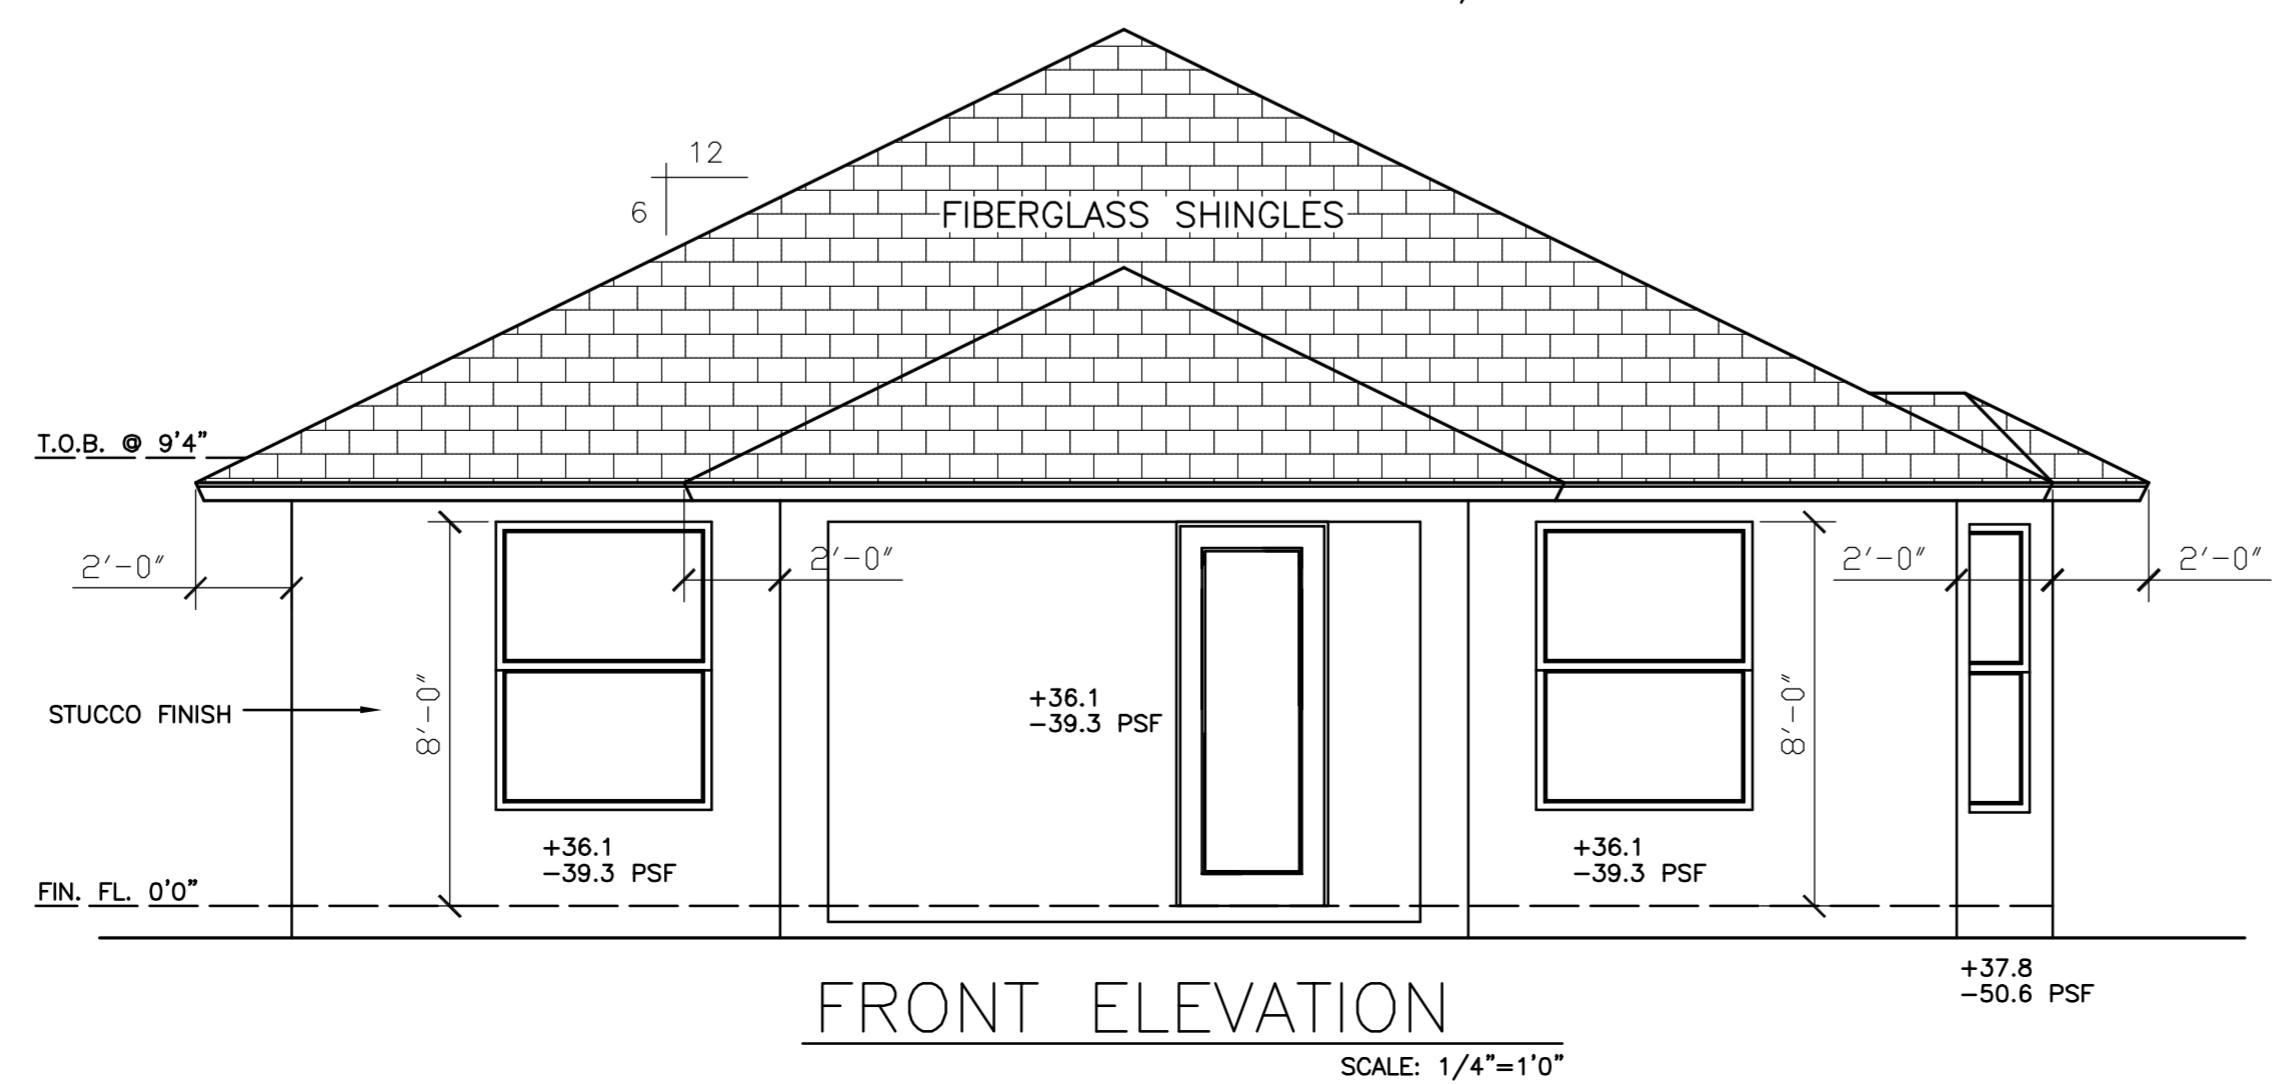 12
6
FIBERGLASS SHINGLES
T.O.B. @ 9'4"
2'-0"
2'-0"
2'-0"
2'-0"
8'-0"
8'-0"
STUCCO FINISH
+36.1
-39.3 PSF
+36.1
-39.3 PSF
+36.1
-39.3 PSF
FIN. FL. 0'0"
+37.8
-50.6 PSF
FRONT ELEVATION
SCALE: 1/4"=1'0"